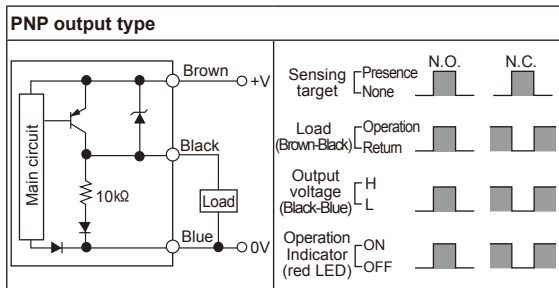 PNP output type
Brown
+V
Main circuit
Black
10kΩ
Load
Blue
0V
N.O.
N.C.
Sensing target
Presence
None
Load
(Brown-Black)
Operation
Return
Output voltage
(Black-Blue)
H
L
Operation Indicator
(red LED)
ON
OFF